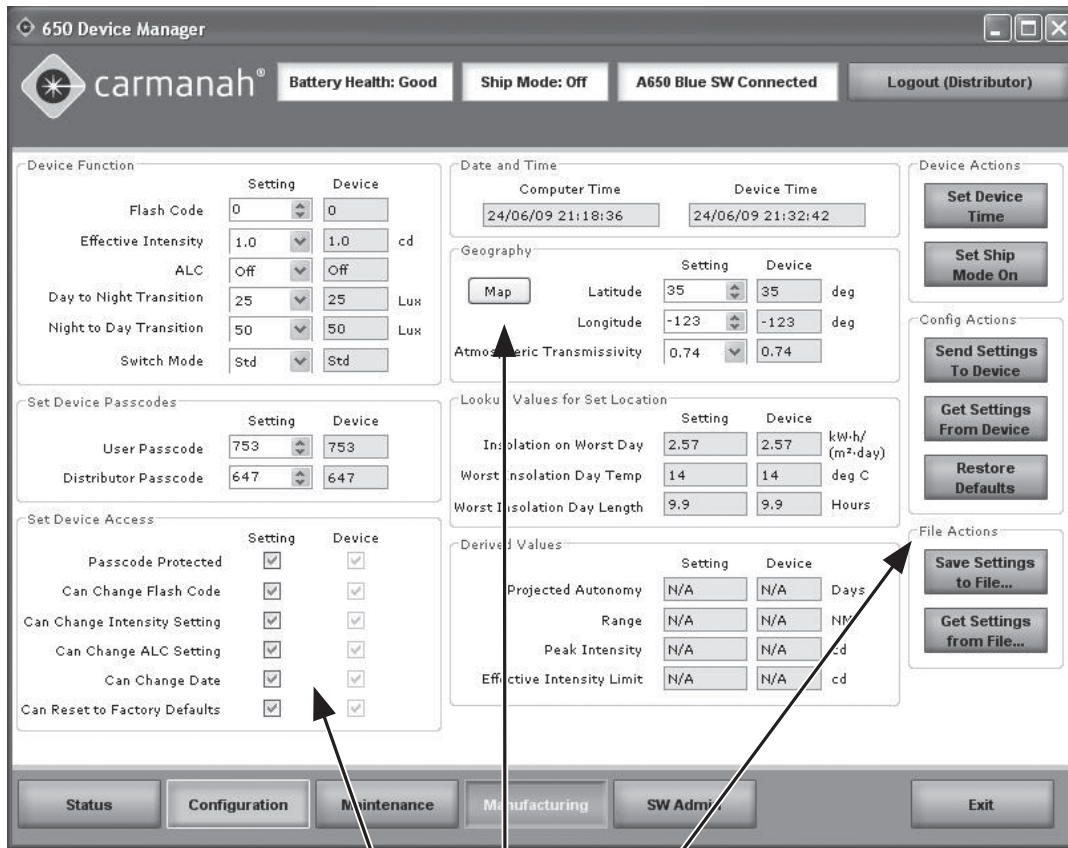 650 Device Manager
carmanah®
Battery Health: Good
Ship Mode: Off
A650 Blue SW Connected
Logout (Distributor)
Device Function
Setting Device
Flash Code 0 0
Effective Intensity 1.0 1.0 cd
ALC Off Off
Day to Night Transition 25 25 Lux
Night to Day Transition 50 50 Lux
Switch Mode Std Std
Set Device Passcodes
Setting Device
User Passcode 753 753
Distributor Passcode 647 647
Set Device Access
Setting Device
Passcode Protected
Can Change Flash Code
Can Change Intensity Setting
Can Change ALC Setting
Can Change Date
Can Reset to Factory Defaults
Date and Time
Computer Time Device Time
24/06/09 21:18:36 24/06/09 21:32:42
Geography
Setting Device
Map
Latitude 35 35 deg
Longitude -123 -123 deg
Atmospheric Transmissivity 0.74 0.74
Lookup Values for Set Location
Setting Device
Insolation on Worst Day 2.57 2.57 kW·h/
(m²·day)
Worst Insolation Day Temp 14 14 deg C
Worst Insolation Day Length 9.9 9.9 Hours
Derived Values
Setting Device
Projected Autonomy N/A N/A Days
Range N/A N/A NM
Peak Intensity N/A N/A cd
Effective Intensity Limit N/A N/A cd
Device Actions
Set Device
Time
Set Ship
Mode On
Config Actions
Send Settings
To Device
Get Settings
From Device
Restore
Defaults
File Actions
Save Settings
to File...
Get Settings
from File...
Status
Configuration
Maintenance
Manufacturing
SW Admin
Exit